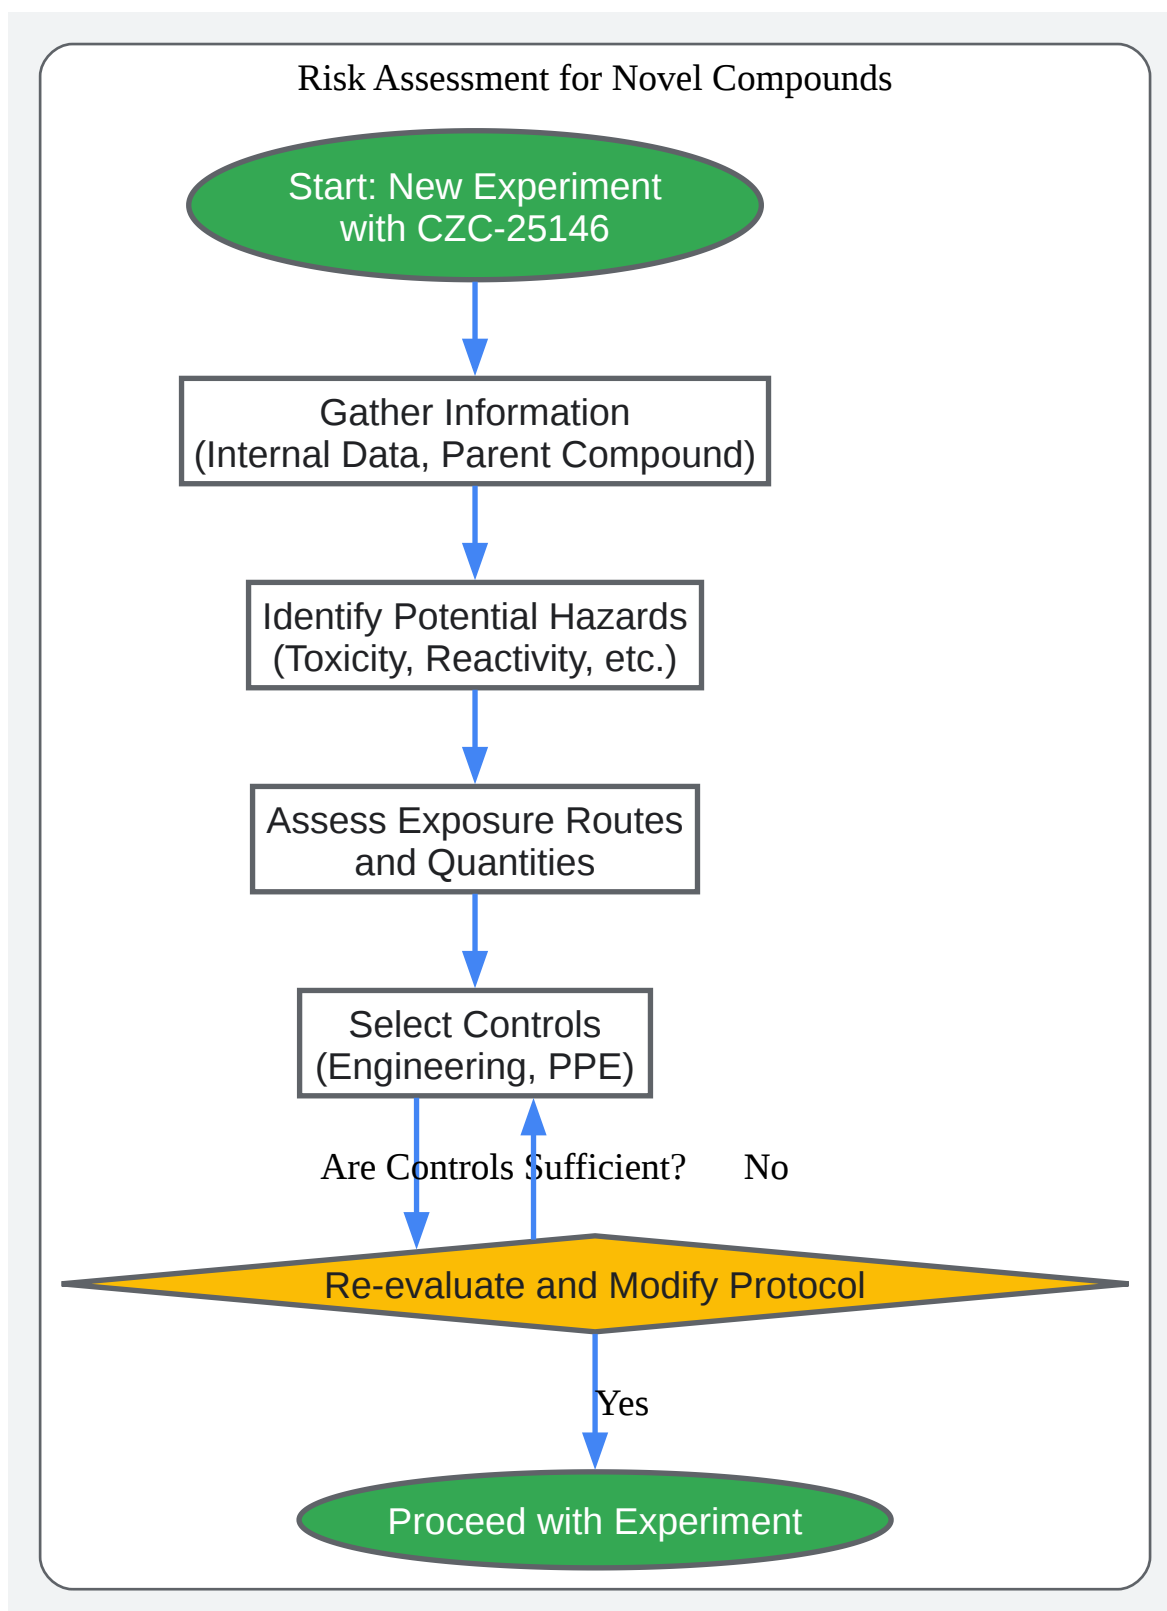 Risk Assessment for Novel Compounds
Start: New Experiment
with CZC-25146
Gather Information
(Internal Data, Parent Compound)
Identify Potential Hazards
(Toxicity, Reactivity, etc.)
Assess Exposure Routes
and Quantities
Select Controls
(Engineering, PPE)
Are Controls Sufficient?
No
Re-evaluate and Modify Protocol
Yes
Proceed with Experiment